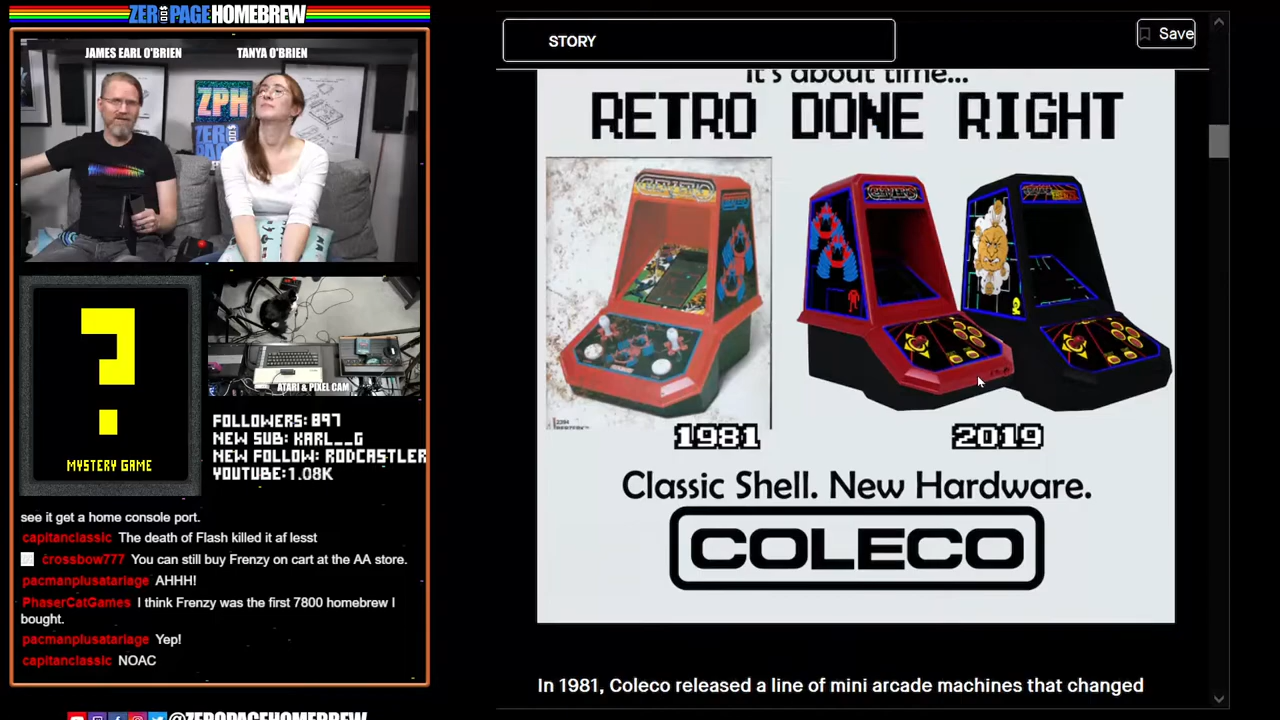 ZERO PAGE HOMEBREW
JAMES EARL O'BRIEN
TANYA O'BRIEN
ZPH
MYSTERY GAME
ATARI & PIXEL CAM
FOLLOWERS: 897
NEW SUB: KARL__G
NEW FOLLOW: RODCASTLER
YOUTUBE:1.08K
see it get a home console port.
capitanclassic The death of Flash killed it af lesst
crossbow777 You can still buy Frenzy on cart at the AA store.
pacmanplusatariage AHHH!
PhaserCatGames I think Frenzy was the first 7800 homebrew I
bought.
pacmanplusatariage Yep!
capitanclassic NOAC
@ZEROPAGEHOMEBREW
STORY
Save
It's about time...
RETRO DONE RIGHT
1981
2019
Classic Shell. New Hardware.
COLECO
In 1981, Coleco released a line of mini arcade machines that changed